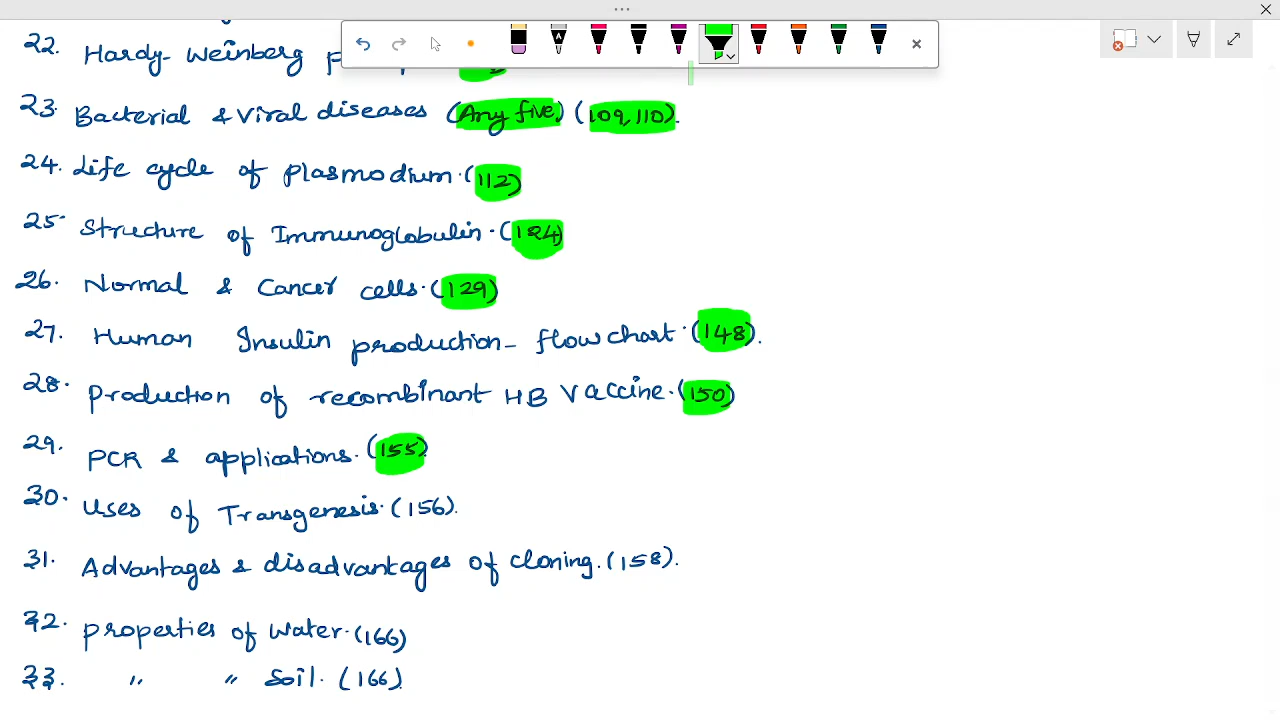 22. Hardy-Weinberg
23. Bacterial & Viral diseases (Any five) (109, 110).
24. Life cycle of plasmodium. (112)
25. Structure of Immunoglobulin. (124)
26. Normal & Cancer cells. (129)
27. Human Insulin production - flow chart. (148).
28. Production of recombinant HB Vaccine. (150)
29. PCR & applications. (155).
30. Uses of Transgenesis. (156).
31. Advantages & disadvantages of cloning. (158).
32. properties of water. (166)
33. " " Soil. (166).